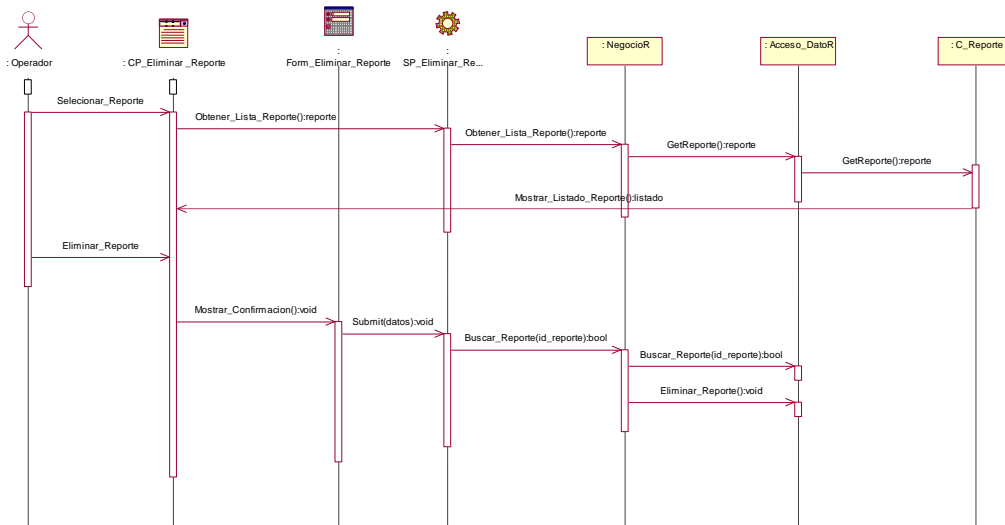 : Operador
: CP_Eliminar _Reporte
:
Form_Eliminar_Reporte
:
SP_Eliminar_Re...
: NegocioR
: Acceso_DatoR
: C_Reporte
Selecionar_Reporte
Obtener_Lista_Reporte():reporte
Obtener_Lista_Reporte():reporte
GetReporte():reporte
GetReporte():reporte
Mostrar_Listado_Reporte():listado
Eliminar_Reporte
Mostrar_Confirmacion():void
Submit(datos):void
Buscar_Reporte(id_reporte):bool
Buscar_Reporte(id_reporte):bool
Eliminar_Reporte():void